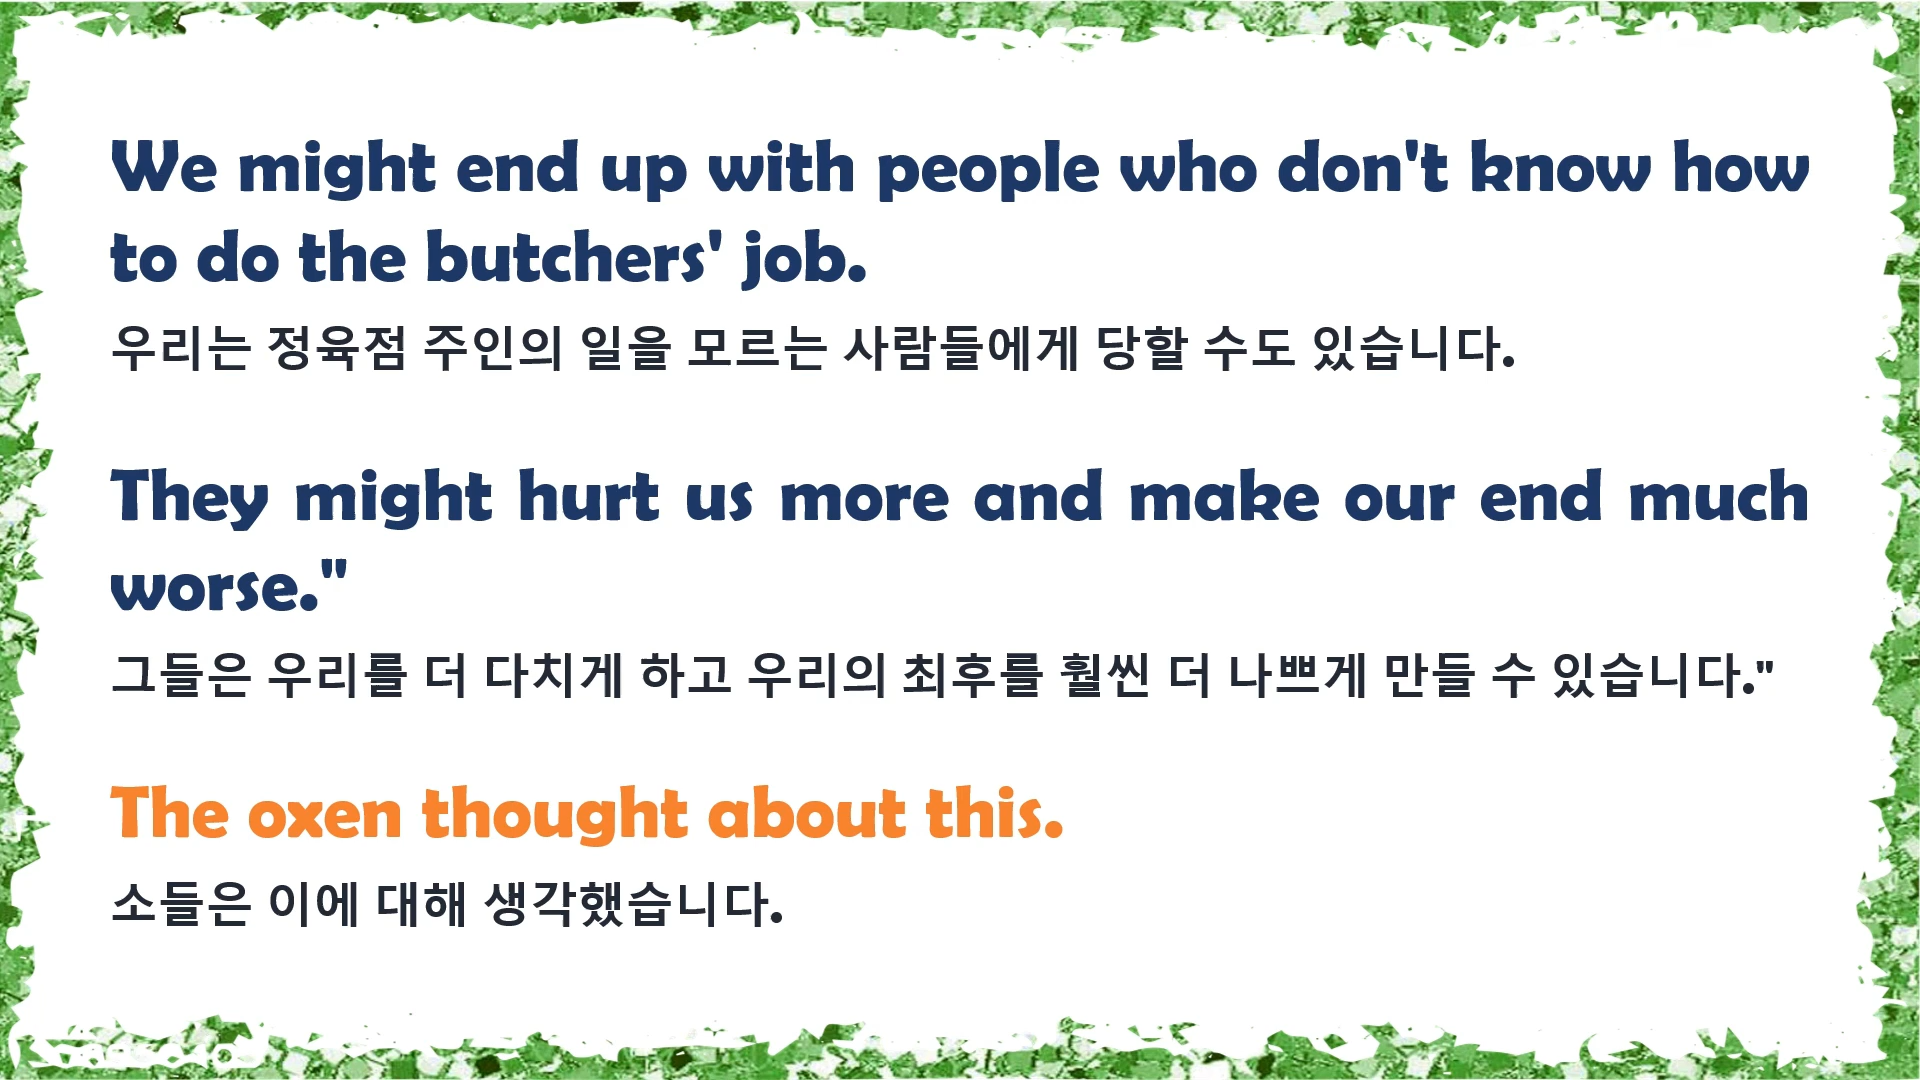 We might end up with people who don't know how
to do the butchers' job.
우리는 정육점 주인의 일을 모르는 사람들에게 당할 수도 있습니다.
They might hurt us more and make our end much
worse."
그들은 우리를 더 다치게 하고 우리의 최후를 훨씬 더 나쁘게 만들 수 있습니다."
The oxen thought about this.
소들은 이에 대해 생각했습니다.